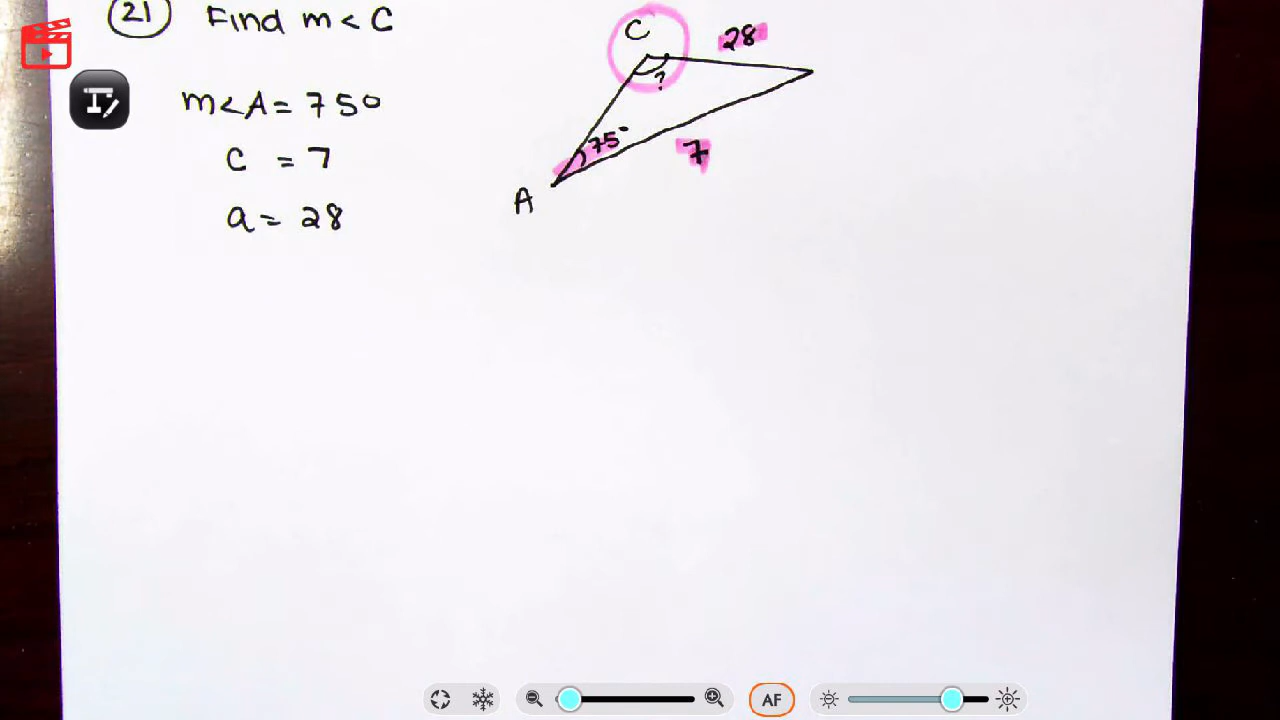 21 Find m < C
C
28
?
m < A = 75°
75°
c = 7
7
A
a = 28
AF